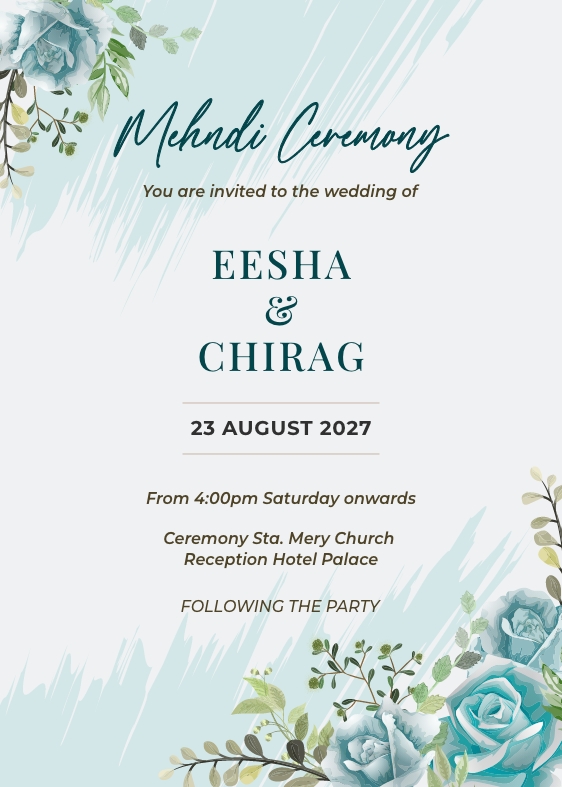 Mehndi Ceremony
You are invited to the wedding of
EESHA
&
CHIRAG
23 AUGUST 2027
From 4:00pm Saturday onwards
Ceremony Sta. Mery Church
Reception Hotel Palace
FOLLOWING THE PARTY